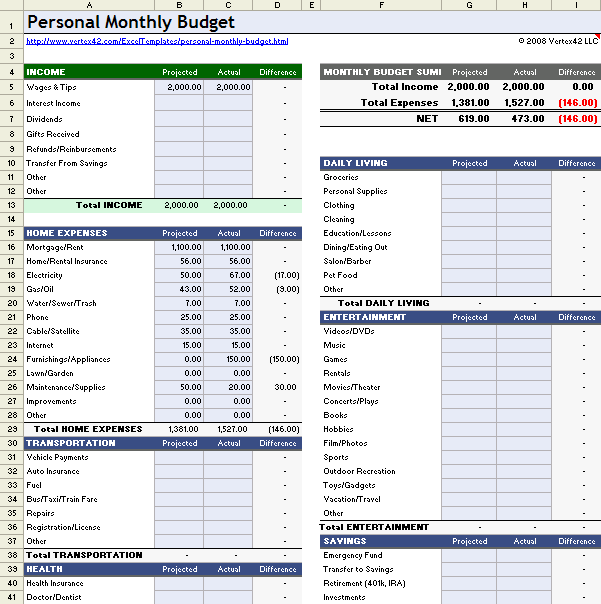 A B C D E F G H I
1 Personal Monthly Budget
2 http://www.vertex42.com/ExcelTemplates/personal-monthly-budget.html © 2008 Vertex42 LLC
3
4 INCOME Projected Actual Difference MONTHLY BUDGET SUMI Projected Actual Difference
5 Wages & Tips 2,000.00 2,000.00 - Total Income 2,000.00 2,000.00 0.00
6 Interest Income - Total Expenses 1,381.00 1,527.00 (146.00)
7 Dividends - NET 619.00 473.00 (146.00)
8 Gifts Received -
9 Refunds/Reimbursements -
10 Transfer From Savings - DAILY LIVING Projected Actual Difference
11 Other - Groceries -
12 Other - Personal Supplies -
13 Total INCOME 2,000.00 2,000.00 - Clothing -
14 Cleaning -
15 HOME EXPENSES Projected Actual Difference Education/Lessons -
16 Mortgage/Rent 1,100.00 1,100.00 - Dining/Eating Out -
17 Home/Rental Insurance 56.00 56.00 - Salon/Barber -
18 Electricity 50.00 67.00 (17.00) Pet Food -
19 Gas/Oil 43.00 52.00 (9.00) Other -
20 Water/Sewer/Trash 7.00 7.00 - Total DAILY LIVING - - -
21 Phone 25.00 25.00 - ENTERTAINMENT Projected Actual Difference
22 Cable/Satellite 35.00 35.00 - Videos/DVDs -
23 Internet 15.00 15.00 - Music -
24 Furnishings/Appliances 0.00 150.00 (150.00) Games -
25 Lawn/Garden 0.00 0.00 - Rentals -
26 Maintenance/Supplies 50.00 20.00 30.00 Movies/Theater -
27 Improvements 0.00 0.00 - Concerts/Plays -
28 Other 0.00 0.00 - Books -
29 Total HOME EXPENSES 1,381.00 1,527.00 (146.00) Hobbies -
30 TRANSPORTATION Projected Actual Difference Film/Photos -
31 Vehicle Payments - Sports -
32 Auto Insurance - Outdoor Recreation -
33 Fuel - Toys/Gadgets -
34 Bus/Taxi/Train Fare - Vacation/Travel -
35 Repairs - Other -
36 Registration/License - Total ENTERTAINMENT - - -
37 Other - SAVINGS Projected Actual Difference
38 Total TRANSPORTATION - - - Emergency Fund -
39 HEALTH Projected Actual Difference Transfer to Savings -
40 Health Insurance - Retirement (401k, IRA) -
41 Doctor/Dentist - Investments -